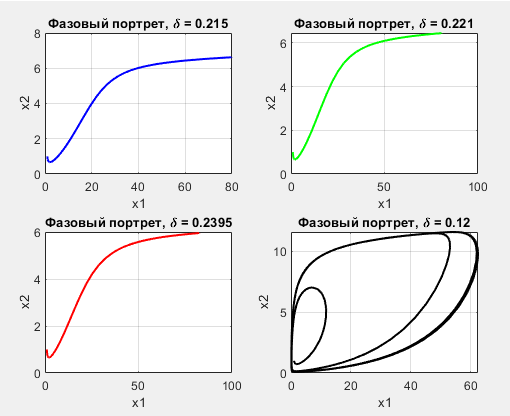 Фазовый портрет, δ = 0.215
8
6
4
2
0
x2
0 20 40 60 80
x1
Фазовый портрет, δ = 0.221
6
4
2
0
x2
0 50 100
x1
Фазовый портрет, δ = 0.2395
6
4
2
0
x2
0 50 100
x1
Фазовый портрет, δ = 0.12
10
5
0
x2
0 20 40 60
x1